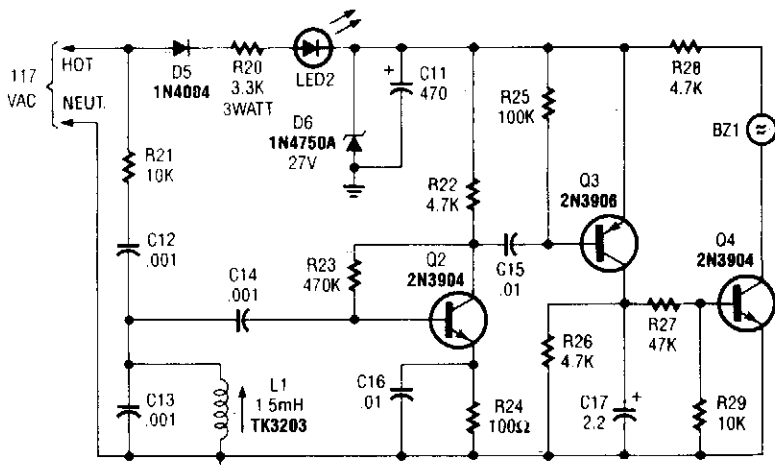 117
VAC
HOT
NEUT.
D5
1N4004
R20
3.3K
3WATT
LED2
D6
1N4750A
27V
+
C11
470
R25
100K
R28
4.7K
BZ1
R21
10K
R22
4.7K
Q3
2N3906
Q4
2N3904
C12
.001
C14
.001
R23
470K
Q2
2N3904
C15
.01
R26
4.7K
R27
47K
C13
.001
L1
1.5mH
TK3203
C16
.01
R24
100Ω
C17
2.2
+
R29
10K